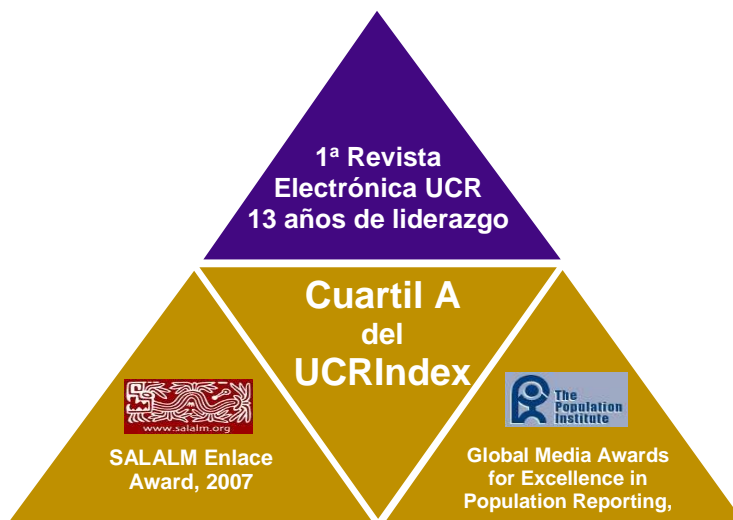 1ª Revista
Electrónica UCR
13 años de liderazgo
Cuartil A
del
UCRIndex
www.salalm.org
SALALM Enlace
Award, 2007
The
Population
Institute
Global Media Awards
for Excellence in
Population Reporting,